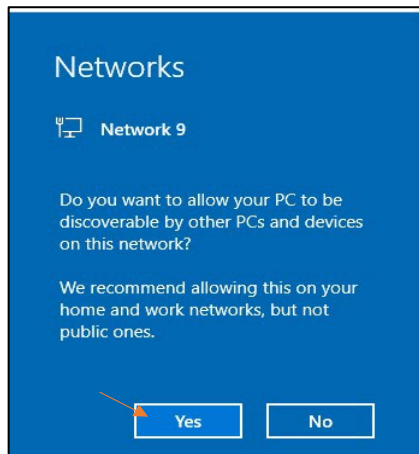 Networks
Network 9
Do you want to allow your PC to be
discoverable by other PCs and devices
on this network?
We recommend allowing this on your
home and work networks, but not
public ones.
Yes
No